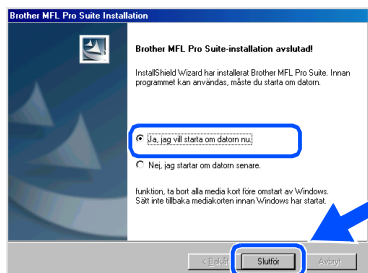 Brother MFL Pro Suite Installation
Brother MFL Pro Suite-installation avslutad!
InstallShield Wizard har installerat Brother MFL Pro Suite. Innan
programmet kan användas, måste du starta om datorn.
Ja, jag vill starta om datorn nu.
Nej, jag startar om datorn senare.
funktion, ta bort alla media kort före omstart av Windows.
Sätt inte tillbaka mediakorten innan Windows har startat.
< Bakåt Slutför Avbryt